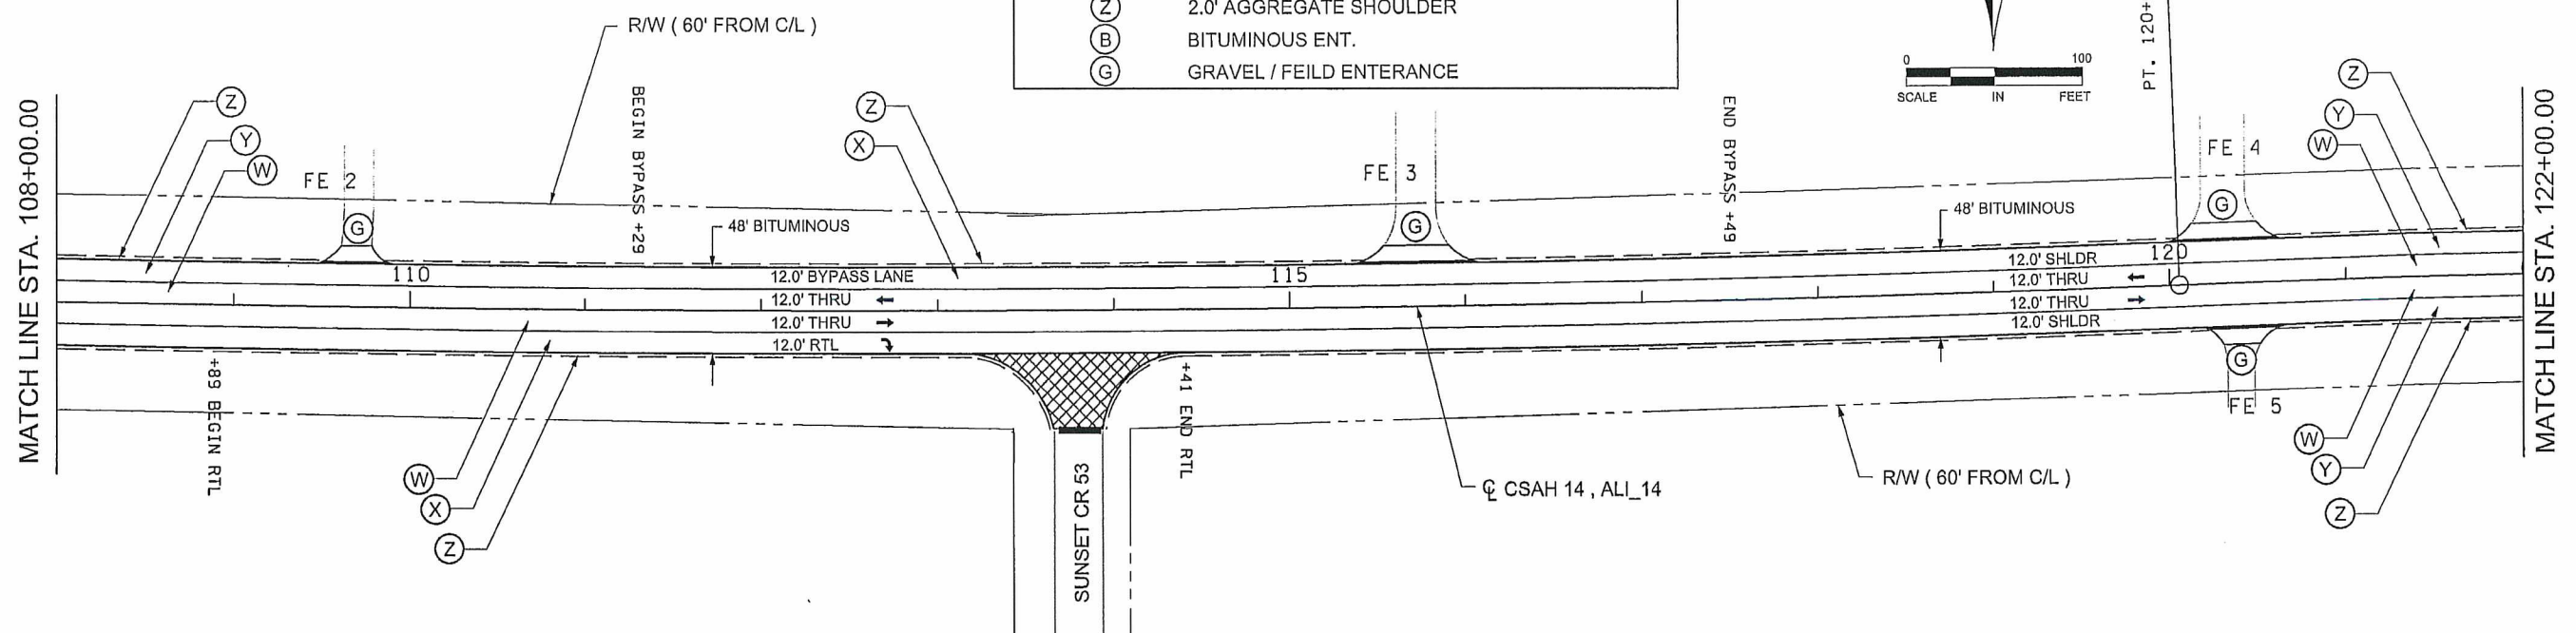 Z 2.0' AGGREGATE SHOULDER
B BITUMINOUS ENT.
G GRAVEL / FEILD ENTERANCE
R/W ( 60' FROM C/L )
0 100
SCALE IN FEET
PT. 120+
MATCH LINE STA. 108+00.00
Z
Y
W
FE 2
G
BEGIN BYPASS +29
Z
X
FE 3
G
END BYPASS +49
FE 4
G
Z
Y
W
MATCH LINE STA. 122+00.00
48' BITUMINOUS
48' BITUMINOUS
110
115
120
12.0' BYPASS LANE
12.0' THRU
12.0' THRU
12.0' RTL
12.0' SHLDR
12.0' THRU
12.0' THRU
12.0' SHLDR
+89 BEGIN RTL
+41 END RTL
G
FE 5
W
X
Z
SUNSET CR 53
℄ CSAH 14 , ALI_14
R/W ( 60' FROM C/L )
W
Y
Z